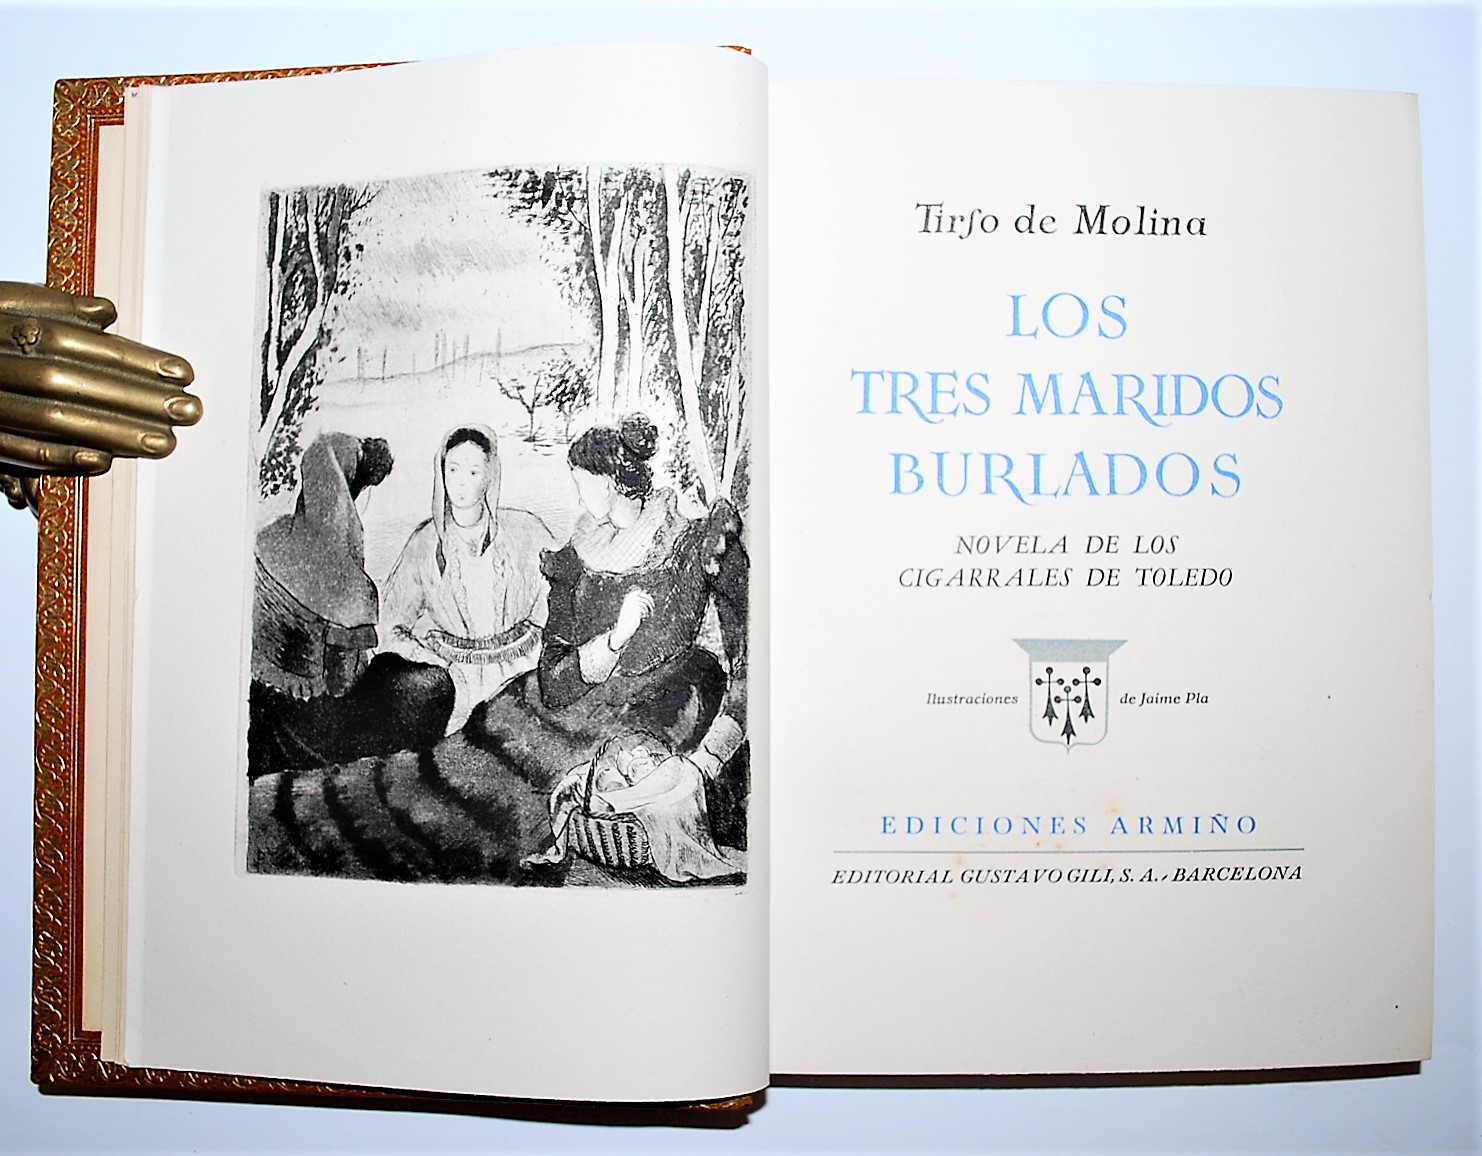 Tirſo de Molina
LOS
TRES MARIDOS
BURLADOS
NOVELA DE LOS
CIGARRALES DE TOLEDO
Ilustraciones de Jaime Pla
EDICIONES ARMIÑO
EDITORIAL GUSTAVO GILI, S. A., BARCELONA